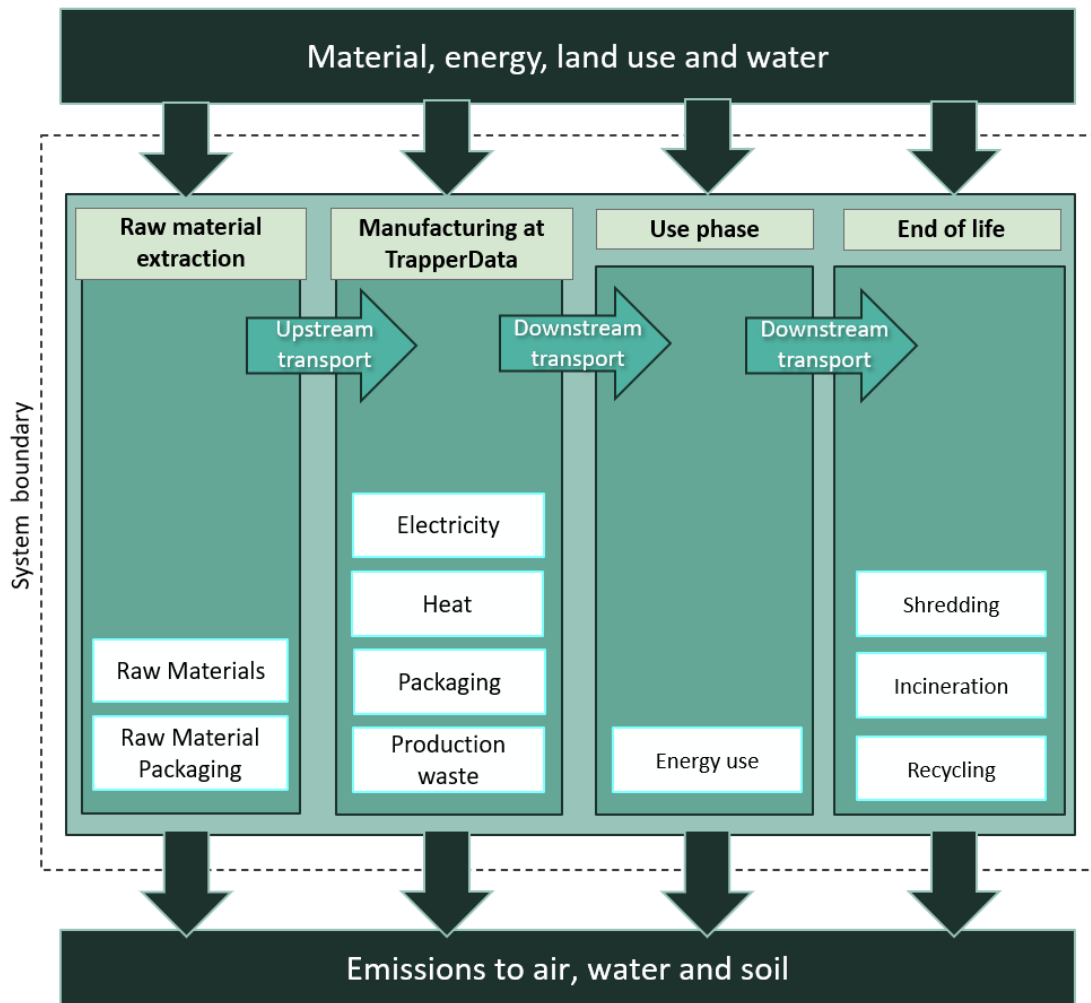 Material, energy, land use and water
System boundary
Raw material
extraction
Manufacturing at
TrapperData
Use phase
End of life
Upstream
transport
Downstream
transport
Downstream
transport
Raw Materials
Raw Material
Packaging
Electricity
Heat
Packaging
Production
waste
Energy use
Shredding
Incineration
Recycling
Emissions to air, water and soil